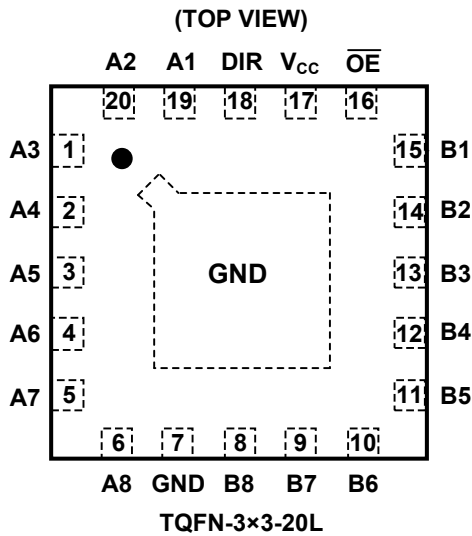 (TOP VIEW)
A2 A1 DIR VCC OE
20 19 18 17 16
A3 1 15 B1
A4 2 14 B2
A5 3 GND 13 B3
A6 4 12 B4
A7 5 11 B5
6 7 8 9 10
A8 GND B8 B7 B6
TQFN-3×3-20L